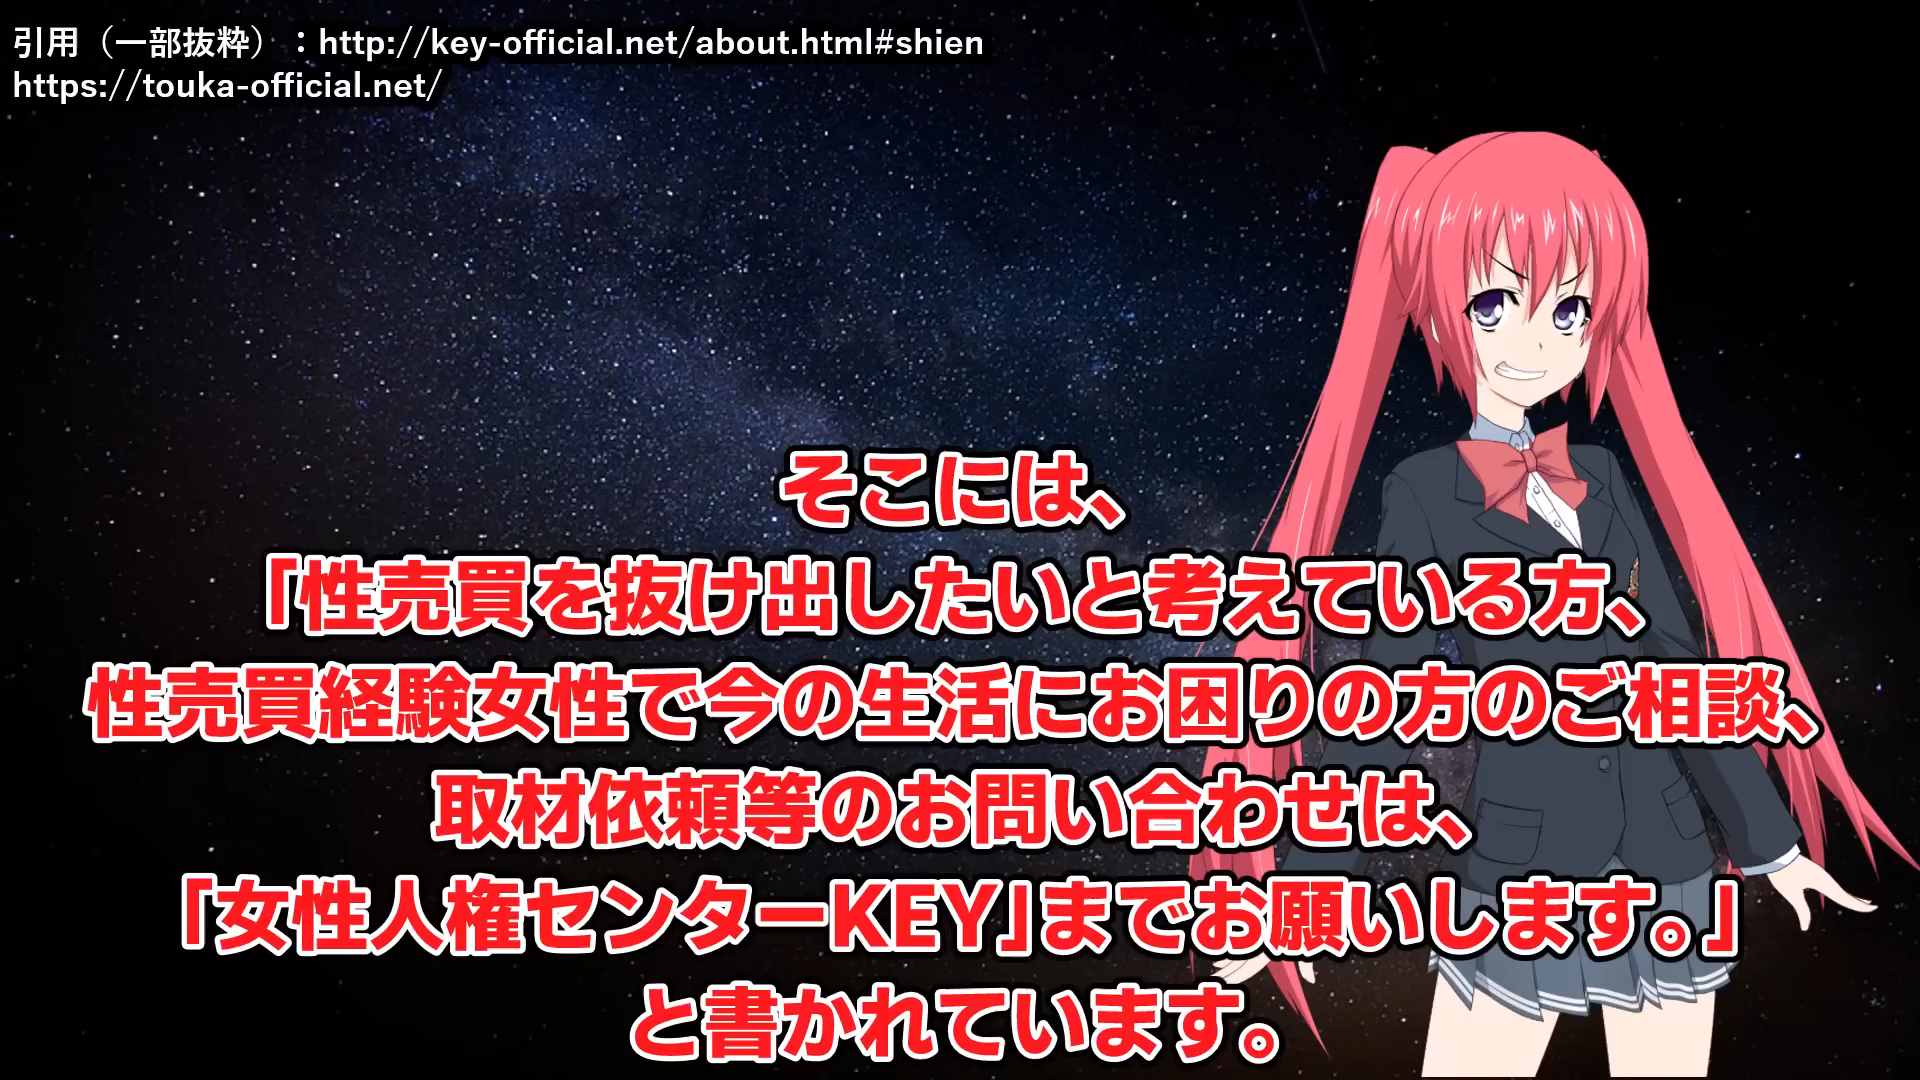 引用（一部抜粋）：http://key-official.net/about.html#shien
https://touka-official.net/
そこには、
「性売買を抜け出したいと考えている方、
性売買経験女性で今の生活にお困りの方のご相談、
取材依頼等のお問い合わせは、
「女性人権センターKEY」までお願いします。」
と書かれています。